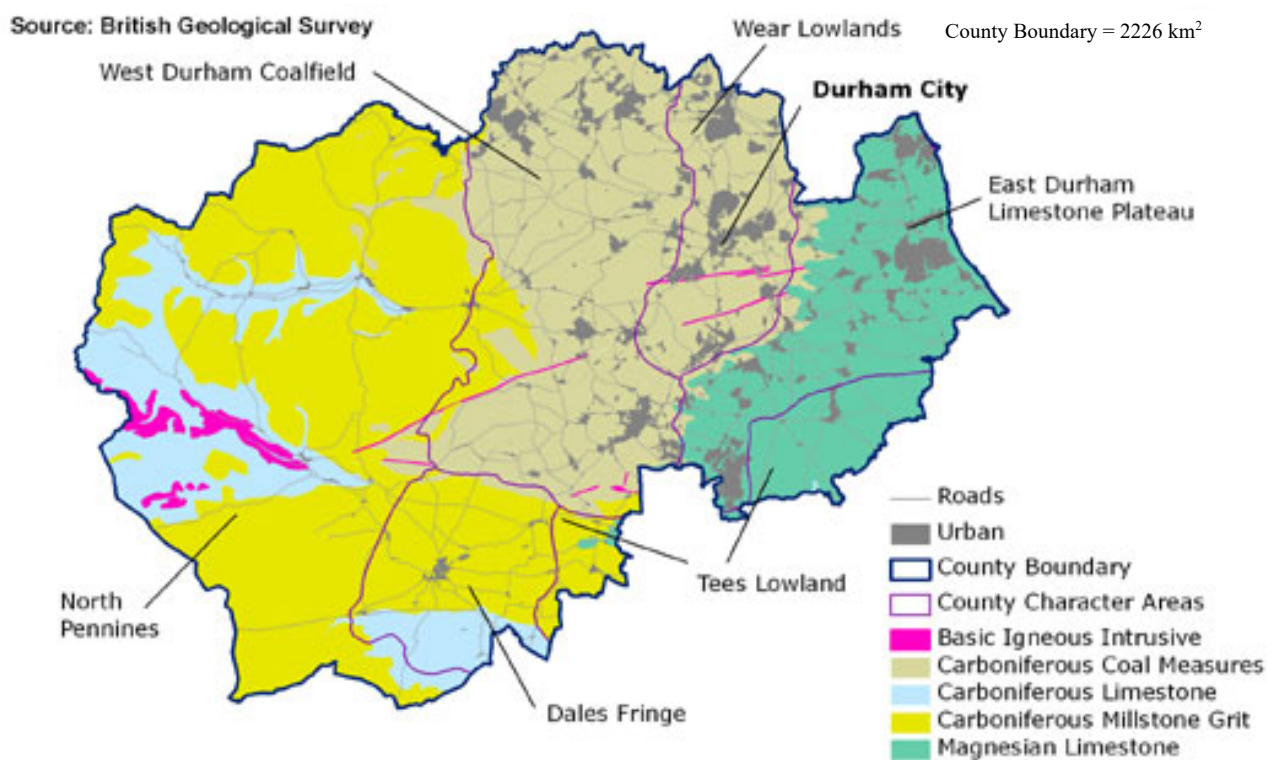 Source: British Geological Survey
County Boundary = 2226 km²
Wear Lowlands
West Durham Coalfield
Durham City
East Durham
Limestone Plateau
Roads
Urban
County Boundary
County Character Areas
Basic Igneous Intrusive
Carboniferous Coal Measures
Carboniferous Limestone
Carboniferous Millstone Grit
Magnesian Limestone
Tees Lowland
North
Pennines
Dales Fringe